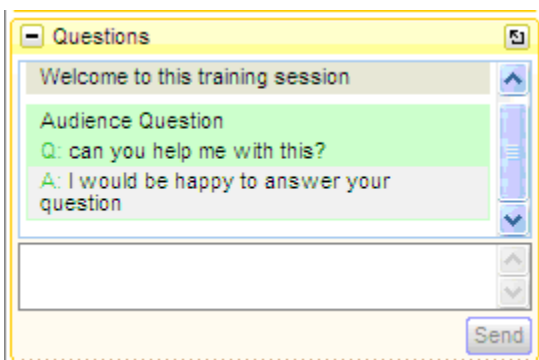 Questions
Welcome to this training session
Audience Question
Q: can you help me with this?
A: I would be happy to answer your
question
Send